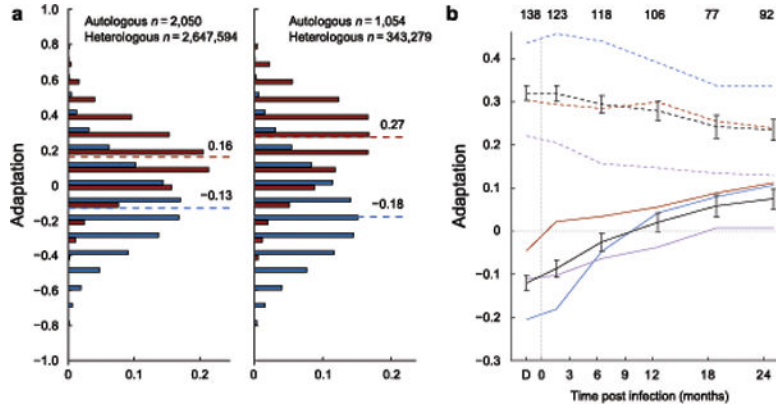 a
Autologous n = 2,050
Heterologous n = 2,647,594
Autologous n = 1,054
Heterologous n = 343,279
1.0
0.8
0.6
0.4
0.2
0
−0.2
−0.4
−0.6
−0.8
−1.0
Adaptation
0.16
−0.13
0.27
−0.18
0
0.1
0.2
0
0.1
0.2
b
138 123 118 106 77 92
0.4
0.3
0.2
0.1
0
−0.1
−0.2
−0.3
Adaptation
D 0 3 6 9 12 18 24
Time post infection (months)